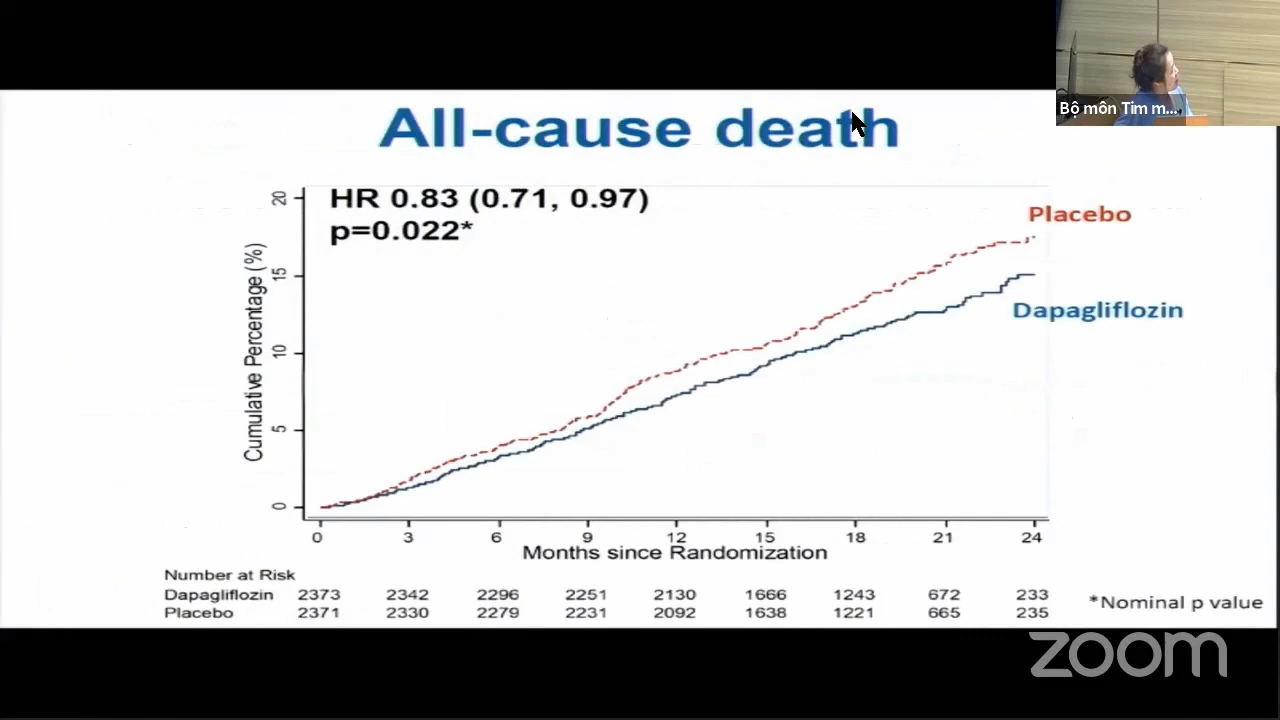 Bộ môn Tim m...
All-cause death
HR 0.83 (0.71, 0.97)
p=0.022*
Placebo
Dapagliflozin
Cumulative Percentage (%)
20
15
10
5
0
0 3 6 9 12 15 18 21 24
Months since Randomization
Number at Risk
Dapagliflozin 2373 2342 2296 2251 2130 1666 1243 672 233
Placebo 2371 2330 2279 2231 2092 1638 1221 665 235
*Nominal p value
zoom